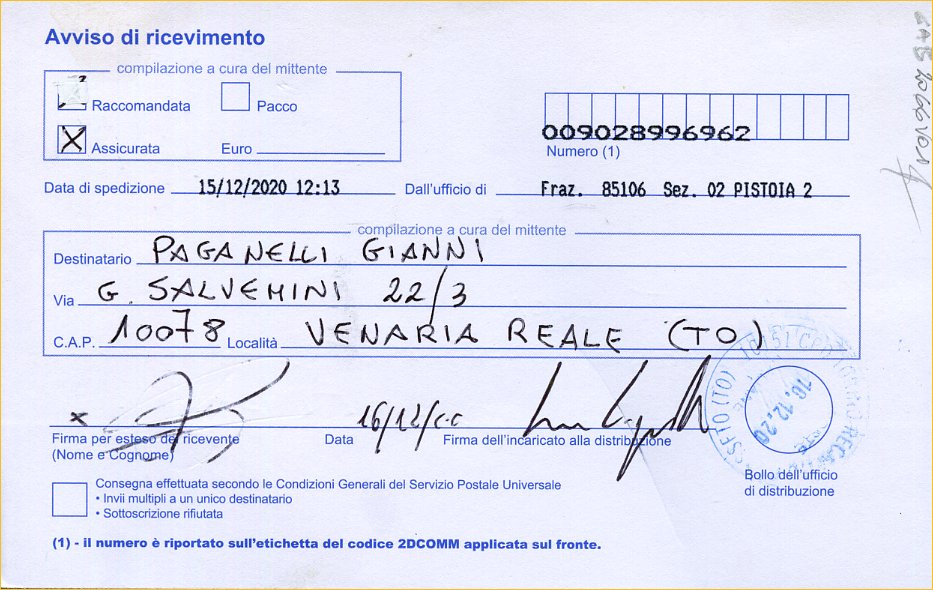 Avviso di ricevimento
compilazione a cura del mittente
Raccomandata Pacco
X Assicurata Euro
009028996962
Numero (1)
Data di spedizione 15/12/2020 12:13 Dall'ufficio di Fraz. 85106 Sez. 02 PISTOIA 2
compilazione a cura del mittente
Destinatario PAGANELLI GIANNI
Via G. SALVEMINI 22/3
C.A.P. 10078 Località VENARIA REALE (TO)
x 16/12/c.c
Firma per esteso del ricevente Data Firma dell'incaricato alla distribuzione
(Nome e Cognome)
12.20
Bollo dell'ufficio
di distribuzione
Consegna effettuata secondo le Condizioni Generali del Servizio Postale Universale
• Invii multipli a un unico destinatario
• Sottoscrizione rifiutata
(1) - il numero è riportato sull'etichetta del codice 2DCOMM applicata sul fronte.